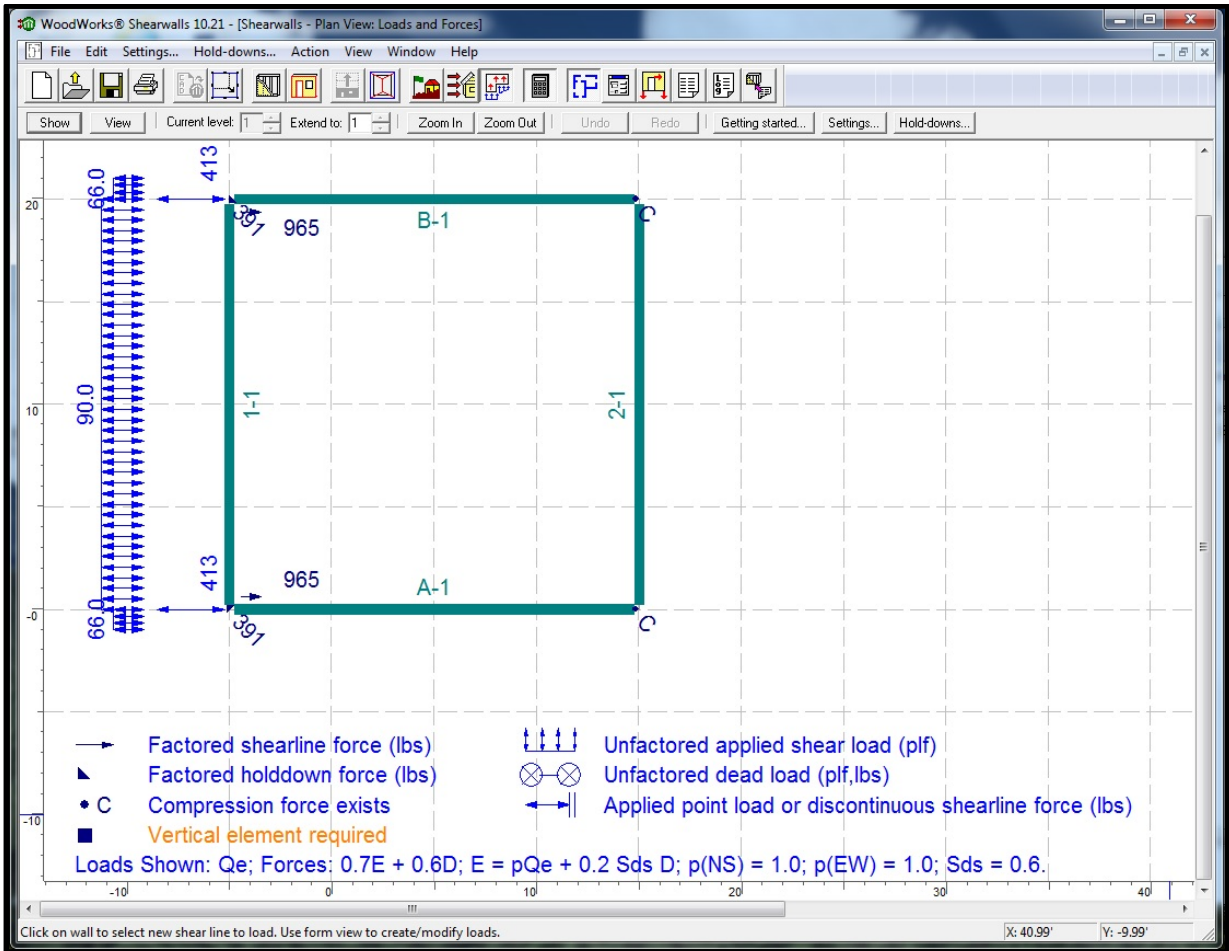 WoodWorks® Shearwalls 10.21 - [Shearwalls - Plan View: Loads and Forces]
File Edit Settings... Hold-downs... Action View Window Help
Show View Current level: 1 Extend to: 1 Zoom In Zoom Out Undo Redo Getting started... Settings... Hold-downs...
413
66.0
20
391 965 B-1 C
90.0
10
1-1 2-1
413
965 A-1
66.0
-0
391 C
Factored shearline force (lbs) Unfactored applied shear load (plf)
Factored holddown force (lbs) Unfactored dead load (plf,lbs)
C Compression force exists Applied point load or discontinuous shearline force (lbs)
-10
Vertical element required
Loads Shown: Qe; Forces: 0.7E + 0.6D; E = pQe + 0.2 Sds D; p(NS) = 1.0; p(EW) = 1.0; Sds = 0.6.
-10 0 10 20 30 40
Click on wall to select new shear line to load. Use form view to create/modify loads. X: 40.99' Y: -9.99'